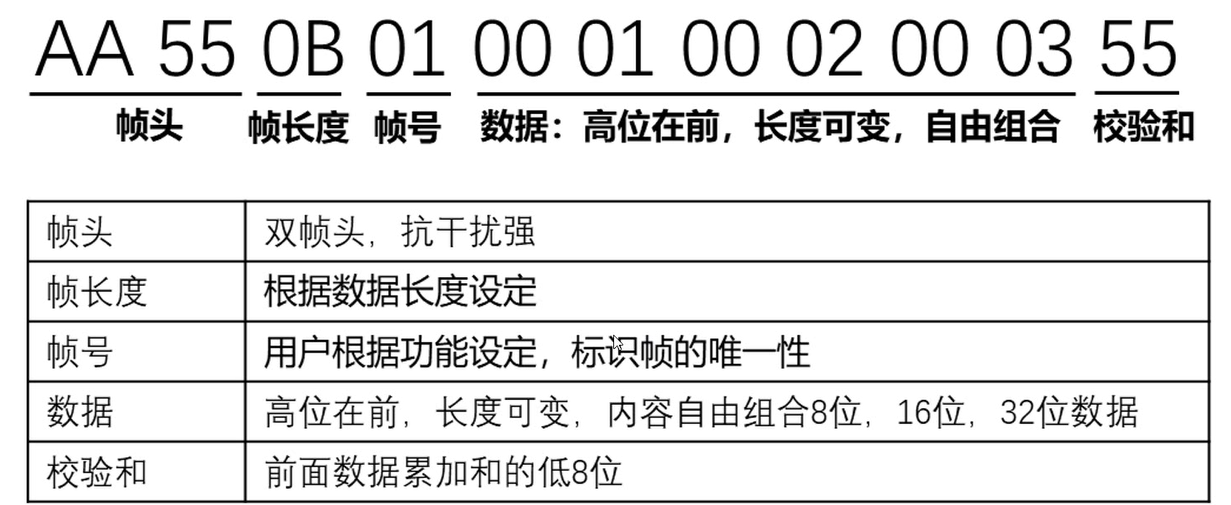 AA 55 0B 01 00 01 00 02 00 03 55
帧头 帧长度 帧号 数据：高位在前，长度可变，自由组合 校验和
帧头 双帧头，抗干扰强
帧长度 根据数据长度设定
帧号 用户根据功能设定，标识帧的唯一性
数据 高位在前，长度可变，内容自由组合8位，16位，32位数据
校验和 前面数据累加和的低8位